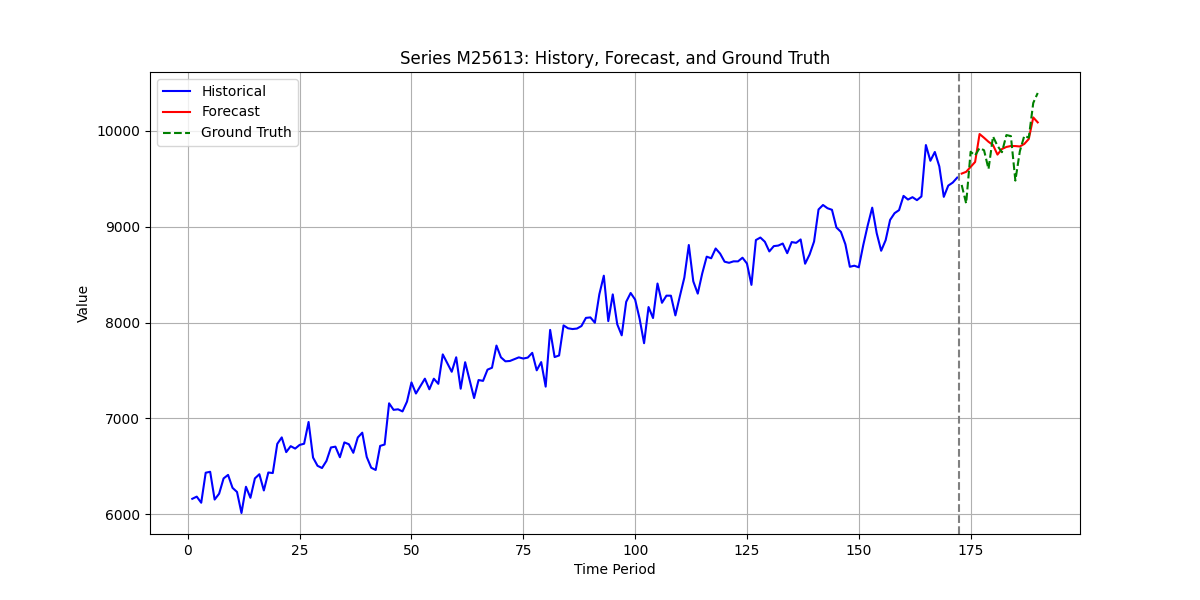 Series M25613: History, Forecast, and Ground Truth
Historical
Forecast
Ground Truth
10000
9000
8000
7000
6000
Value
0 25 50 75 100 125 150 175
Time Period